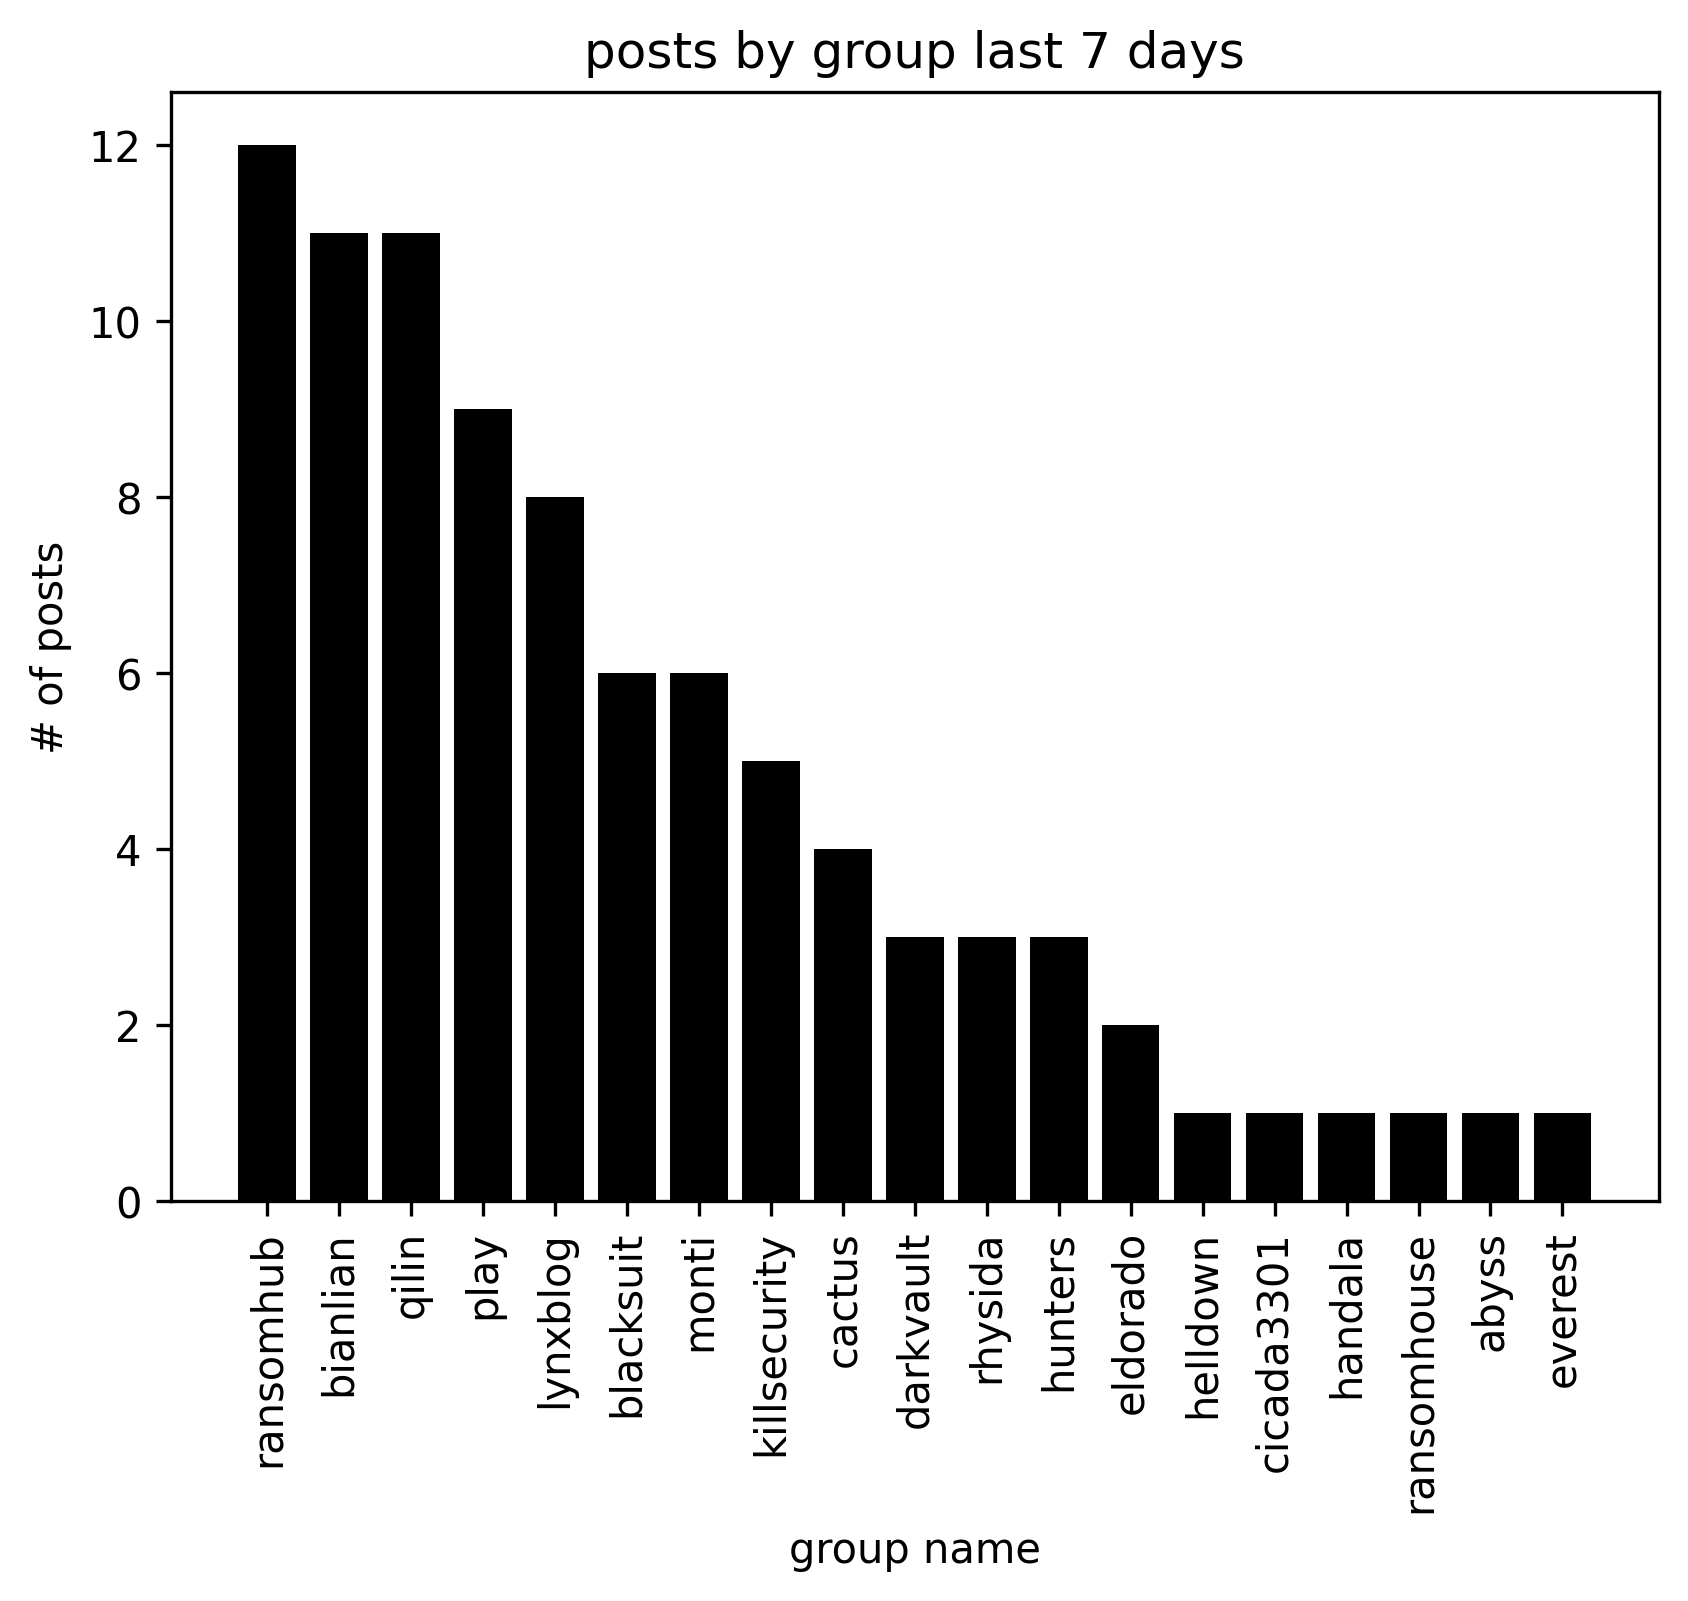 posts by group last 7 days
12
10
8
6
4
2
0
# of posts
ransomhub
bianlian
qilin
play
lynxblog
blacksuit
monti
killsecurity
cactus
darkvault
rhysida
hunters
eldorado
helldown
cicada3301
handala
ransomhouse
abyss
everest
group name